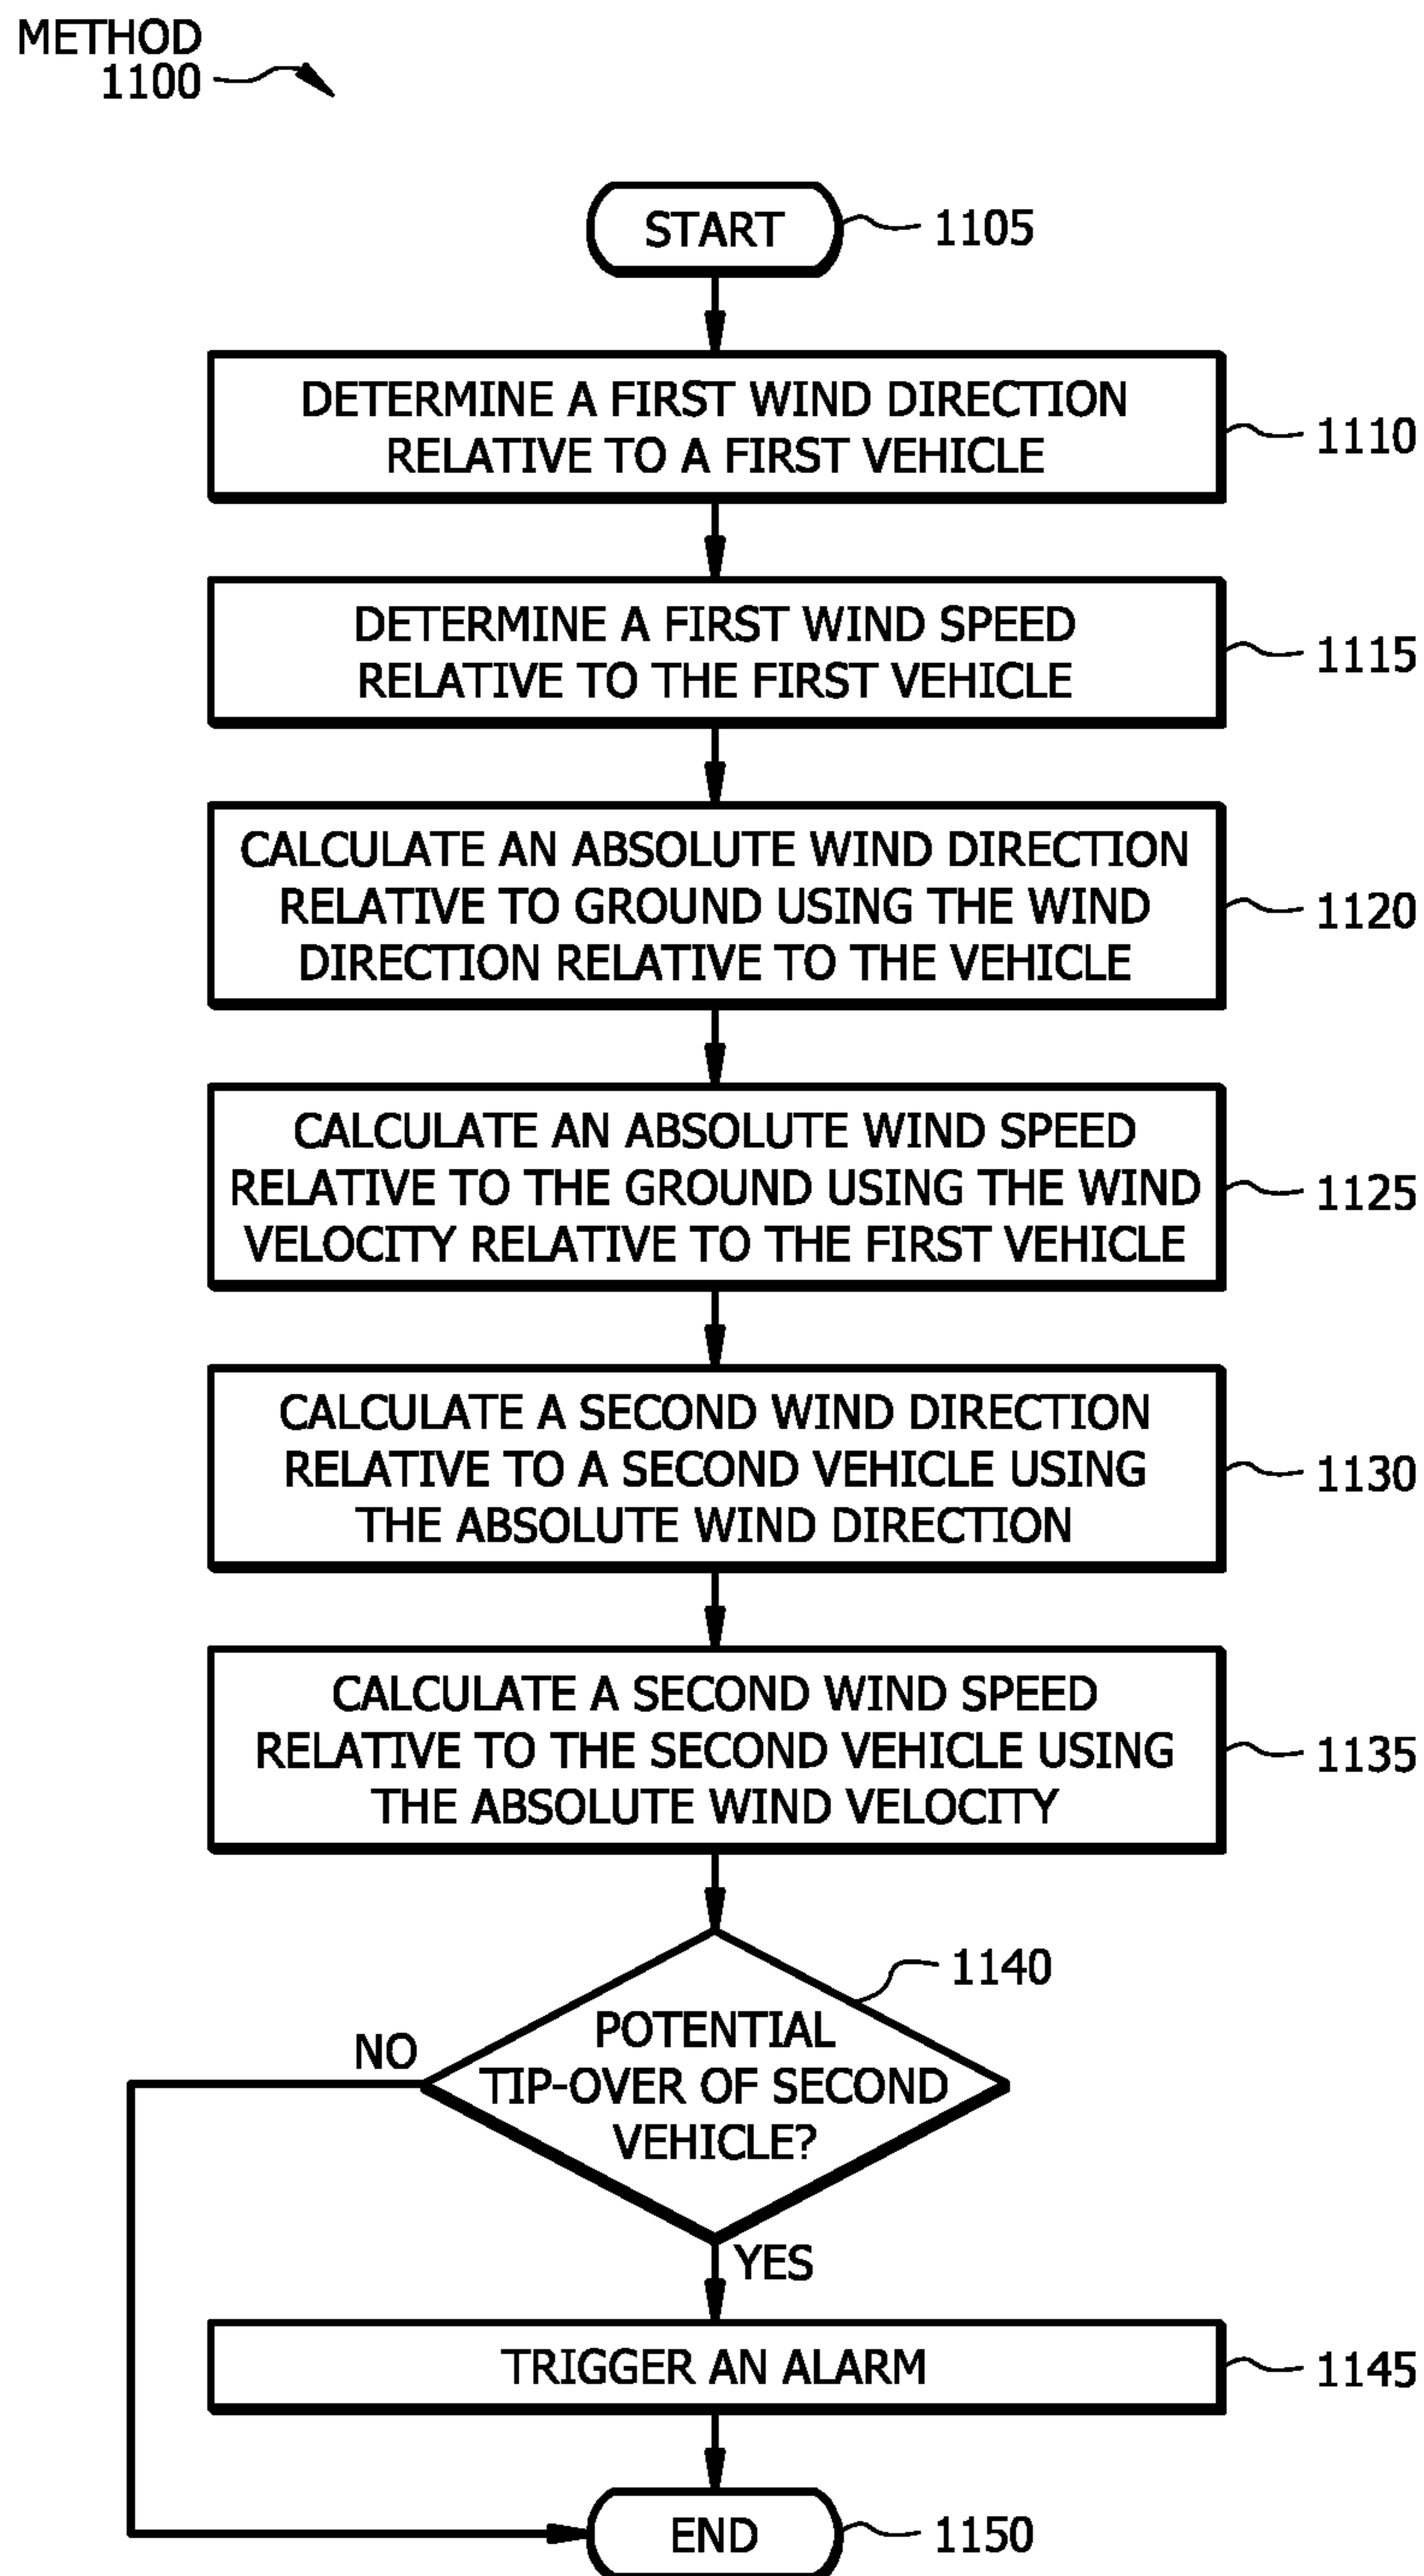 METHOD
1100
START
1105
DETERMINE A FIRST WIND DIRECTION
RELATIVE TO A FIRST VEHICLE
1110
DETERMINE A FIRST WIND SPEED
RELATIVE TO THE FIRST VEHICLE
1115
CALCULATE AN ABSOLUTE WIND DIRECTION
RELATIVE TO GROUND USING THE WIND
DIRECTION RELATIVE TO THE VEHICLE
1120
CALCULATE AN ABSOLUTE WIND SPEED
RELATIVE TO THE GROUND USING THE WIND
VELOCITY RELATIVE TO THE FIRST VEHICLE
1125
CALCULATE A SECOND WIND DIRECTION
RELATIVE TO A SECOND VEHICLE USING
THE ABSOLUTE WIND DIRECTION
1130
CALCULATE A SECOND WIND SPEED
RELATIVE TO THE SECOND VEHICLE USING
THE ABSOLUTE WIND VELOCITY
1135
1140
POTENTIAL
TIP-OVER OF SECOND
VEHICLE?
NO
YES
TRIGGER AN ALARM
1145
END
1150